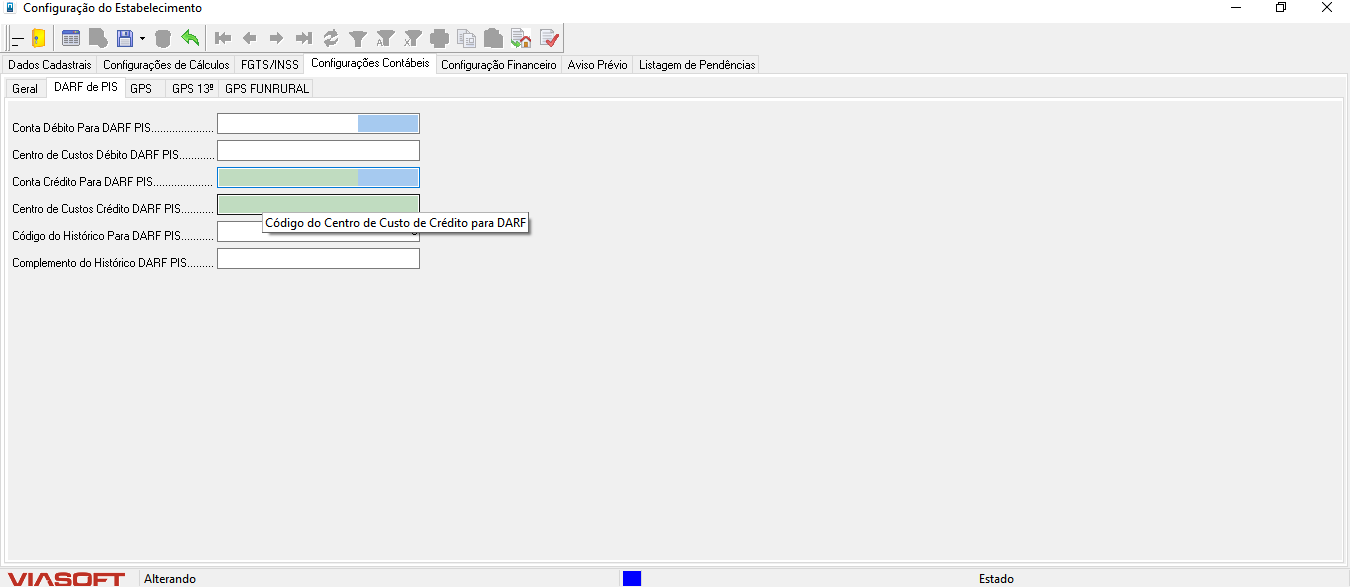 Configuração do Estabelecimento
Dados Cadastrais Configurações de Cálculos FGTS/INSS Configurações Contábeis Configuração Financeiro Aviso Prévio Listagem de Pendências
Geral DARF de PIS GPS GPS 13º GPS FUNRURAL
Conta Débito Para DARF PIS.....................
Centro de Custos Débito DARF PIS............
Conta Crédito Para DARF PIS....................
Centro de Custos Crédito DARF PIS...........
Código do Centro de Custo de Crédito para DARF
Código do Histórico Para DARF PIS...........
Complemento do Histórico DARF PIS.........
VIASOFT Alterando Estado